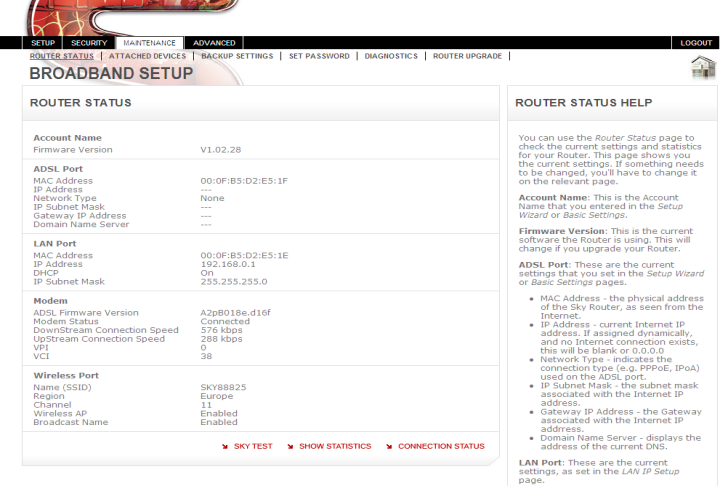 SETUP SECURITY MAINTENANCE ADVANCED LOGOUT
ROUTER STATUS | ATTACHED DEVICES | BACKUP SETTINGS | SET PASSWORD | DIAGNOSTICS | ROUTER UPGRADE |
BROADBAND SETUP
ROUTER STATUS
Account Name
Firmware Version V1.02.28
ADSL Port
MAC Address 00:0F:B5:D2:E5:1F
IP Address ---
Network Type None
IP Subnet Mask ---
Gateway IP Address ---
Domain Name Server ---
LAN Port
MAC Address 00:0F:B5:D2:E5:1E
IP Address 192.168.0.1
DHCP On
IP Subnet Mask 255.255.255.0
Modem
ADSL Firmware Version A2pB018e.d16f
Modem Status Connected
DownStream Connection Speed 576 kbps
UpStream Connection Speed 288 kbps
VPI 0
VCI 38
Wireless Port
Name (SSID) SKY88825
Region Europe
Channel 11
Wireless AP Enabled
Broadcast Name Enabled
SKY TEST SHOW STATISTICS CONNECTION STATUS
ROUTER STATUS HELP
You can use the Router Status page to
check the current settings and statistics
for your Router. This page shows you
the current settings. If something needs
to be changed, you'll have to change it
on the relevant page.
Account Name: This is the Account
Name that you entered in the Setup
Wizard or Basic Settings.
Firmware Version: This is the current
software the Router is using. This will
change if you upgrade your Router.
ADSL Port: These are the current
settings that you set in the Setup Wizard
or Basic Settings pages.
• MAC Address - the physical address
of the Sky Router, as seen from the
Internet.
• IP Address - current Internet IP
address. If assigned dynamically,
and no Internet connection exists,
this will be blank or 0.0.0.0
• Network Type - indicates the
connection type (e.g. PPPoE, IPoA)
used on the ADSL port.
• IP Subnet Mask - the subnet mask
associated with the Internet IP
address.
• Gateway IP Address - the Gateway
associated with the Internet IP
addrress.
• Domain Name Server - displays the
address of the current DNS.
LAN Port: These are the current
settings, as set in the LAN IP Setup
page.